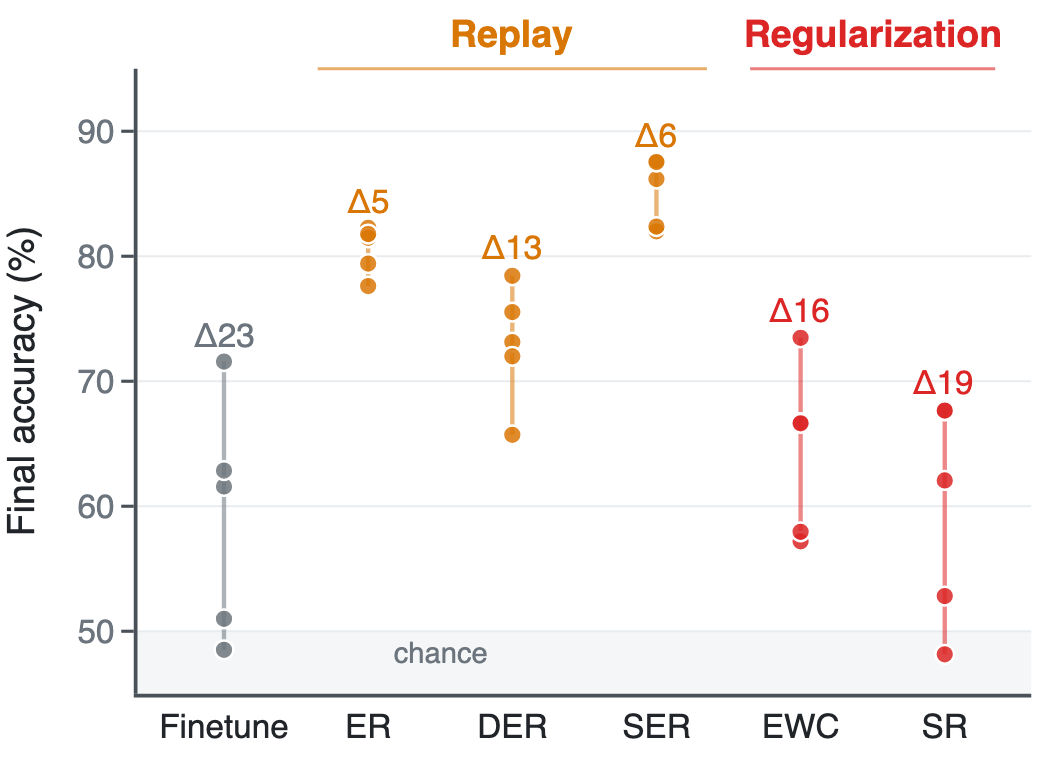 Replay
Regularization
Final accuracy (%)
90
80
70
60
50
Δ23
Δ5
Δ13
Δ6
Δ16
Δ19
chance
Finetune
ER
DER
SER
EWC
SR